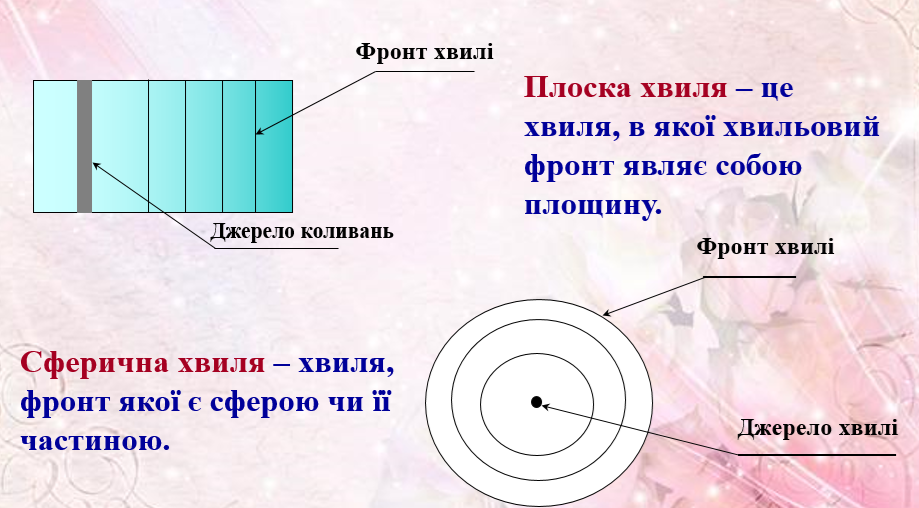 Фронт хвилі
Плоска хвиля – це
хвиля, в якої хвильовий
фронт являє собою
площину.
Джерело коливань
Фронт хвилі
Сферична хвиля – хвиля,
фронт якої є сферою чи її
частиною.
Джерело хвилі